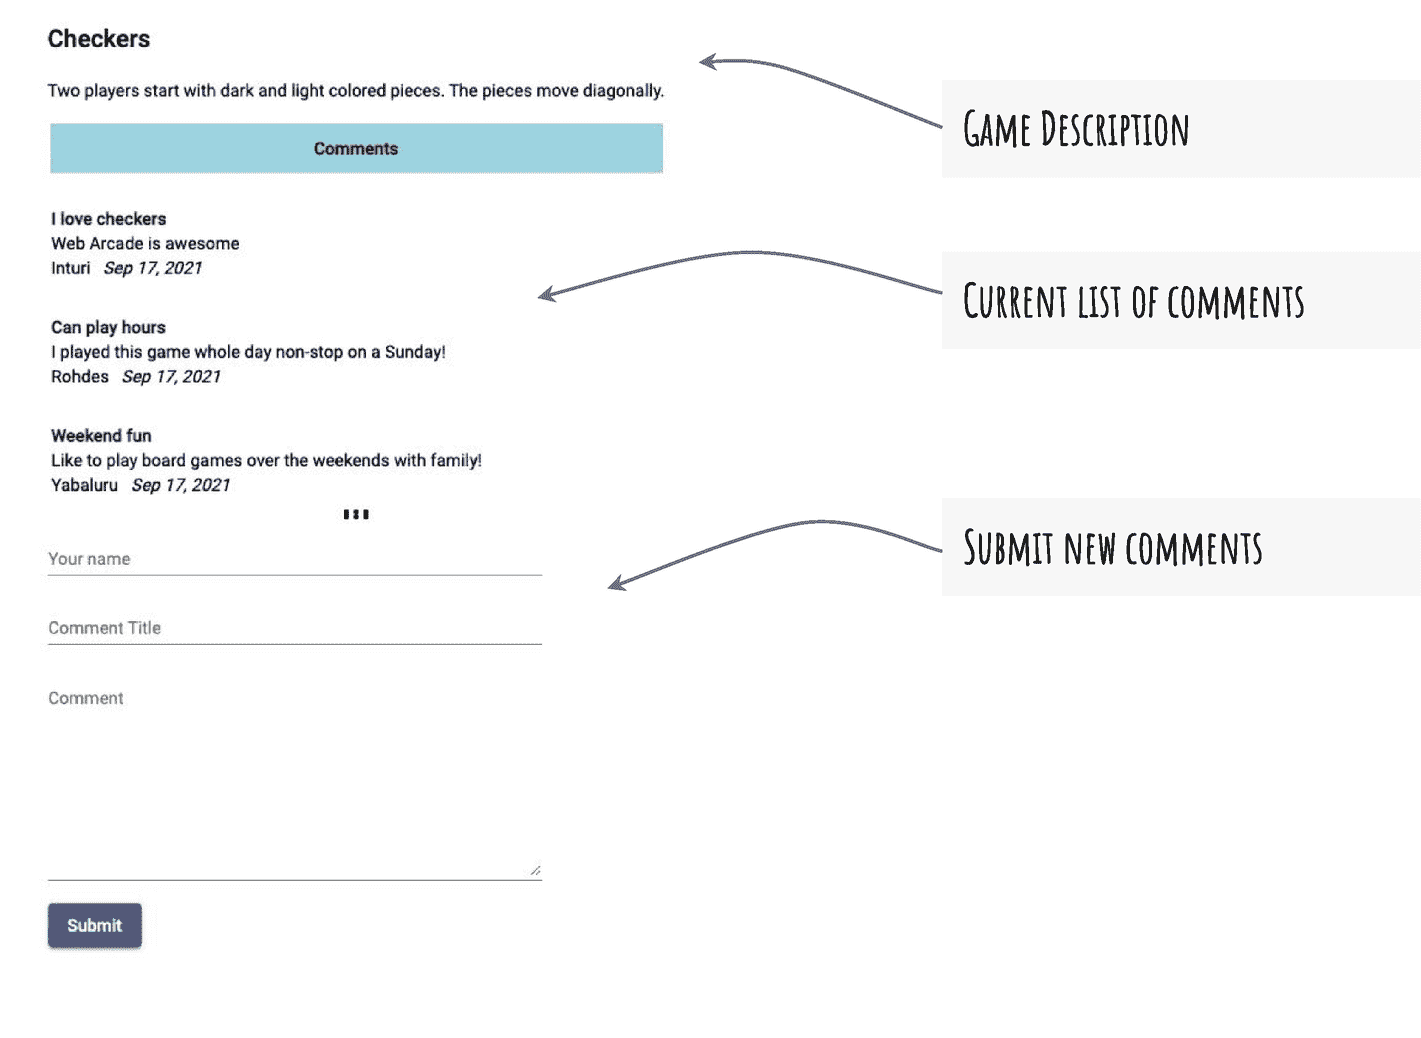 Checkers
Two players start with dark and light colored pieces. The pieces move diagonally.
Comments
I love checkers
Web Arcade is awesome
Inturi Sep 17, 2021
Can play hours
I played this game whole day non-stop on a Sunday!
Rohdes Sep 17, 2021
Weekend fun
Like to play board games over the weekends with family!
Yabaluru Sep 17, 2021
Your name
Comment Title
Comment
Submit
Game Description
Current list of comments
Submit new comments